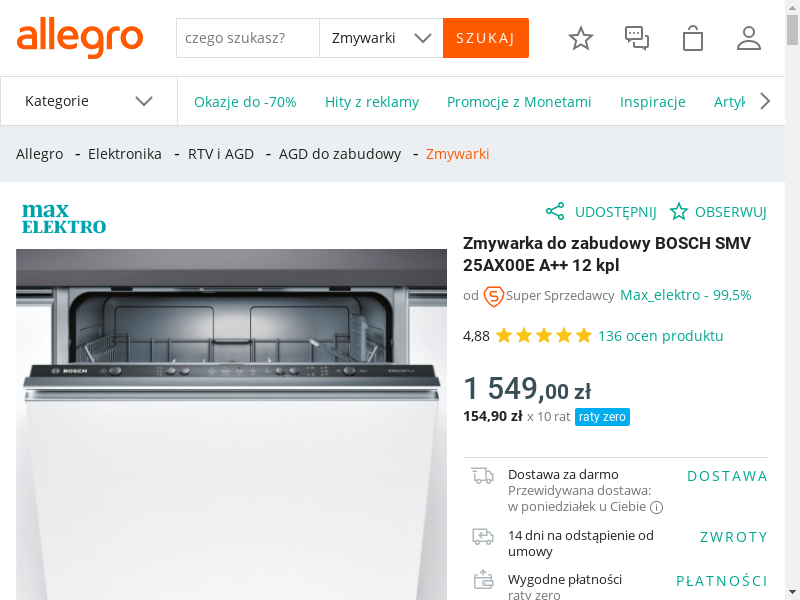 allegro
czego szukasz?
Zmywarki
SZUKAJ
Kategorie
Okazje do -70%
Hity z reklamy
Promocje z Monetami
Inspiracje
Artyk
Allegro - Elektronika - RTV i AGD - AGD do zabudowy - Zmywarki
max
ELEKTRO
UDOSTĘPNIJ
OBSERWUJ
Zmywarka do zabudowy BOSCH SMV
25AX00E A++ 12 kpl
od S Super Sprzedawcy Max_elektro - 99,5%
4,88 136 ocen produktu
1 549,00 zł
154,90 zł x 10 rat raty zero
BOSCH
Dostawa za darmo
DOSTAWA
Przewidywana dostawa:
w poniedziałek u Ciebie
14 dni na odstąpienie od
umowy
ZWROTY
Wygodne płatności
PŁATNOŚCI
raty zero